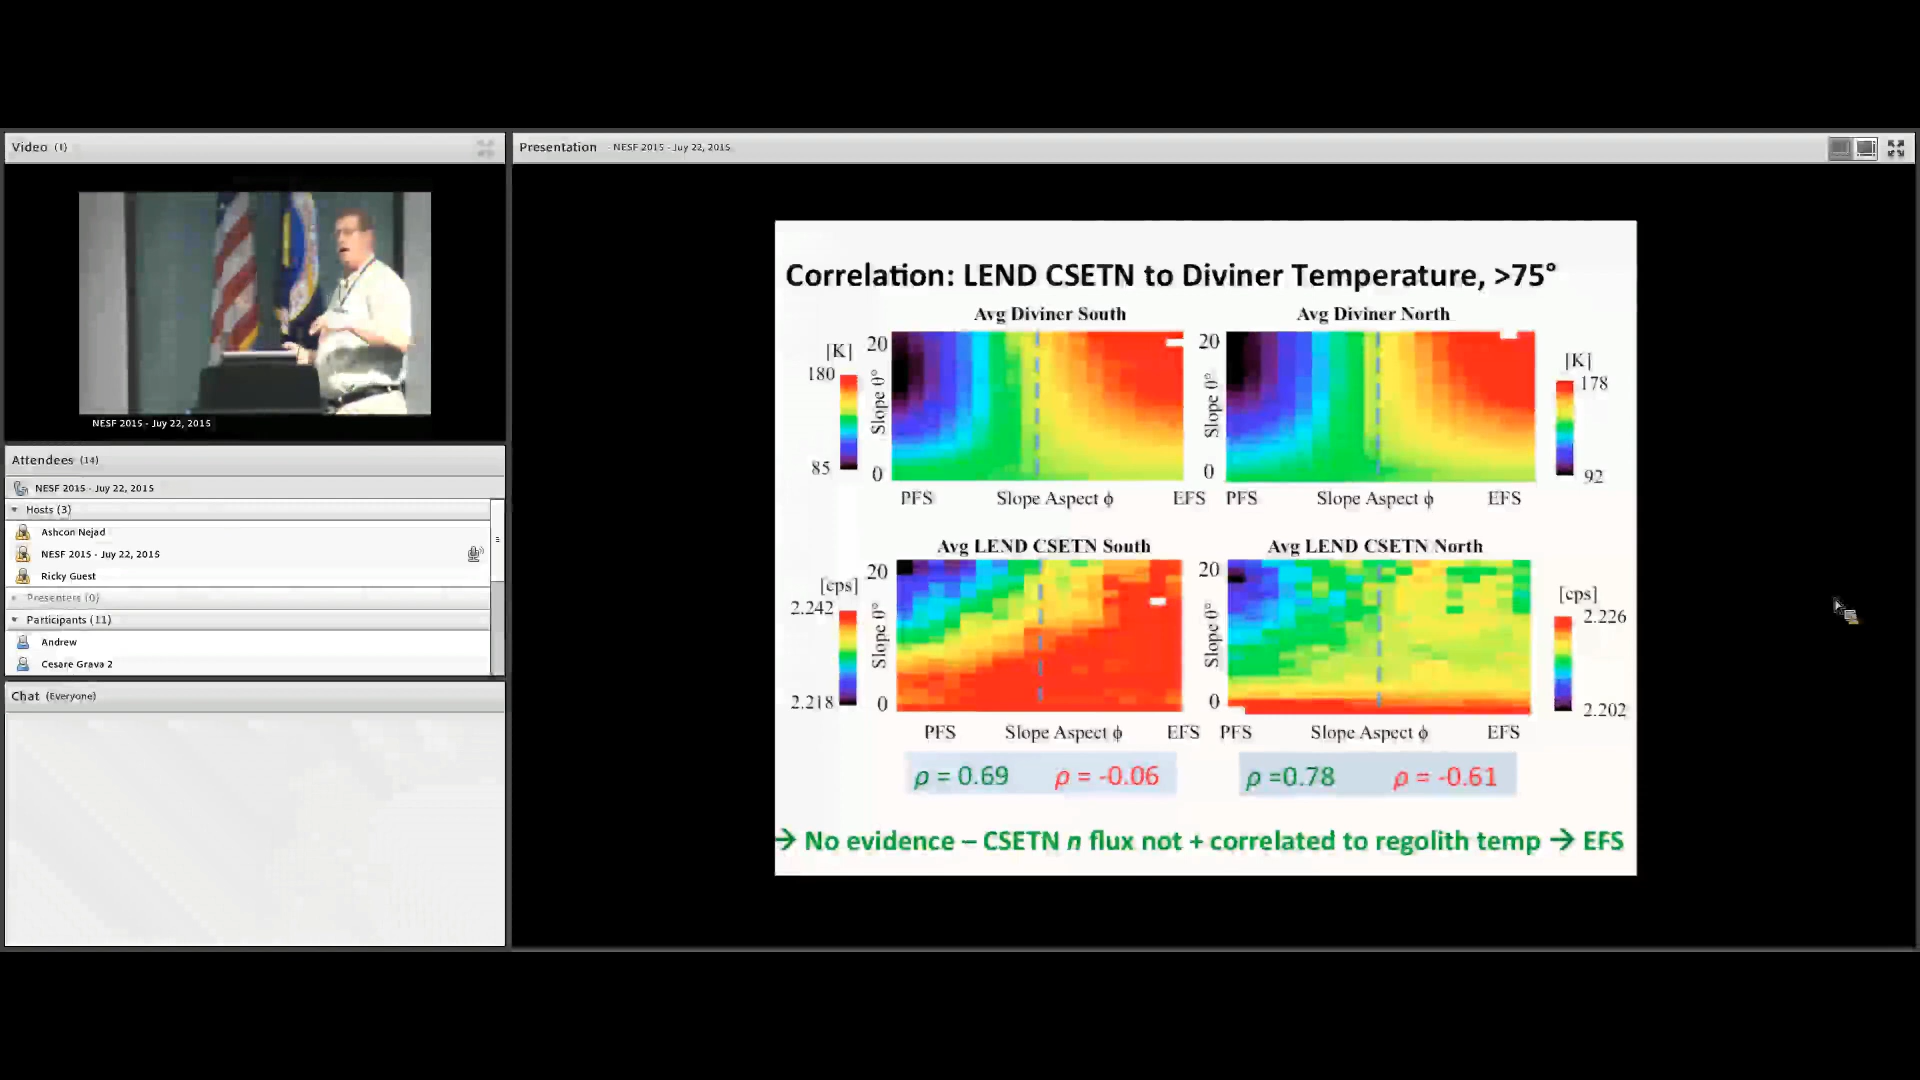 Video (1)
NESF 2015 - Juy 22, 2015
Attendees (14)
NESF 2015 - Juy 22, 2015
Hosts (3)
Ashcon Nejad
NESF 2015 - Juy 22, 2015
Ricky Guest
Presenters (0)
Participants (11)
Andrew
Cesare Grava 2
Chat (Everyone)
Presentation - NESF 2015 - Juy 22, 2015
Correlation: LEND CSETN to Diviner Temperature, >75°
Avg Diviner South
[K]
180
85
20
Slope θ°
0
PFS Slope Aspect ϕ EFS
Avg Diviner North
20
Slope θ°
0
[K]
178
92
PFS Slope Aspect ϕ EFS
Avg LEND CSETN South
[cps]
2.242
2.218
20
Slope θ°
0
PFS Slope Aspect ϕ EFS
Avg LEND CSETN North
20
Slope θ°
0
[cps]
2.226
2.202
PFS Slope Aspect ϕ EFS
ρ = 0.69 ρ = -0.06
ρ =0.78 ρ = -0.61
→ No evidence – CSETN n flux not + correlated to regolith temp → EFS